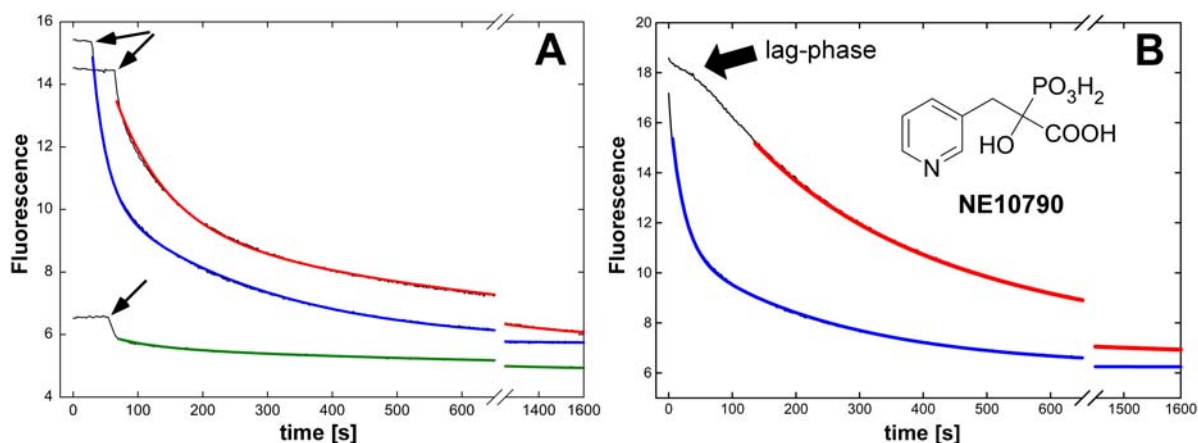 A
Fluorescence
16
14
12
10
8
6
4
0 100 200 300 400 500 600 1400 1600
time [s]
B
lag-phase
PO3H2
HO COOH
N
NE10790
Fluorescence
20
18
16
14
12
10
8
6
0 100 200 300 400 500 600 1500 1600
time [s]